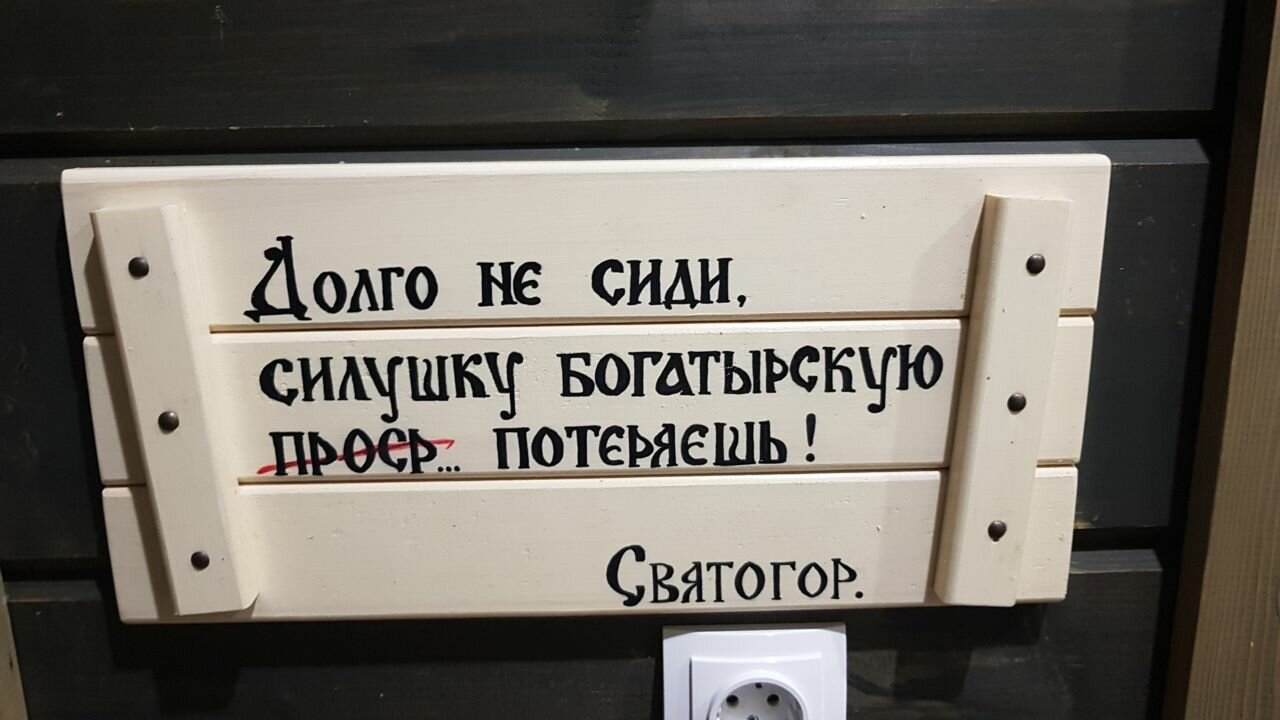 Долго не сиди,
силушку богатырскую
проср... потеряешь!
Святогор.